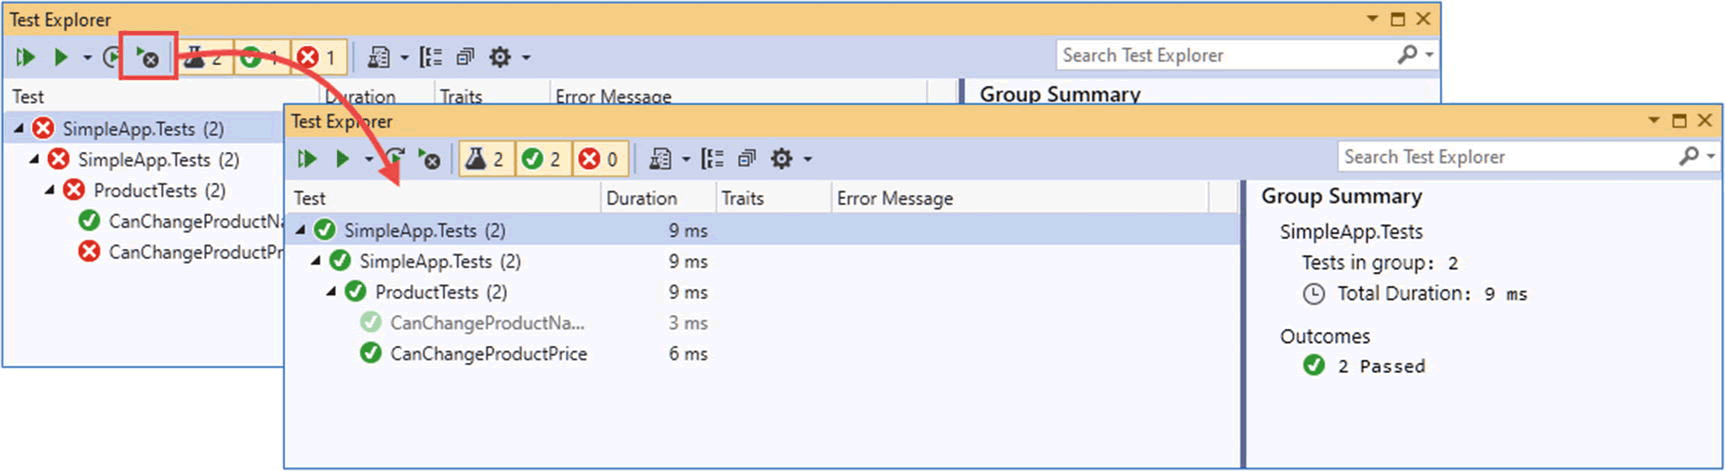 Test Explorer
2 1 1
Search Test Explorer
Test Duration Traits Error Message
Group Summary
SimpleApp.Tests (2)
SimpleApp.Tests (2)
ProductTests (2)
CanChangeProductNa
CanChangeProductPr
Test Explorer
2 2 0
Search Test Explorer
Test Duration Traits Error Message
SimpleApp.Tests (2) 9 ms
SimpleApp.Tests (2) 9 ms
ProductTests (2) 9 ms
CanChangeProductNa... 3 ms
CanChangeProductPrice 6 ms
Group Summary
SimpleApp.Tests
Tests in group: 2
Total Duration: 9 ms
Outcomes
2 Passed